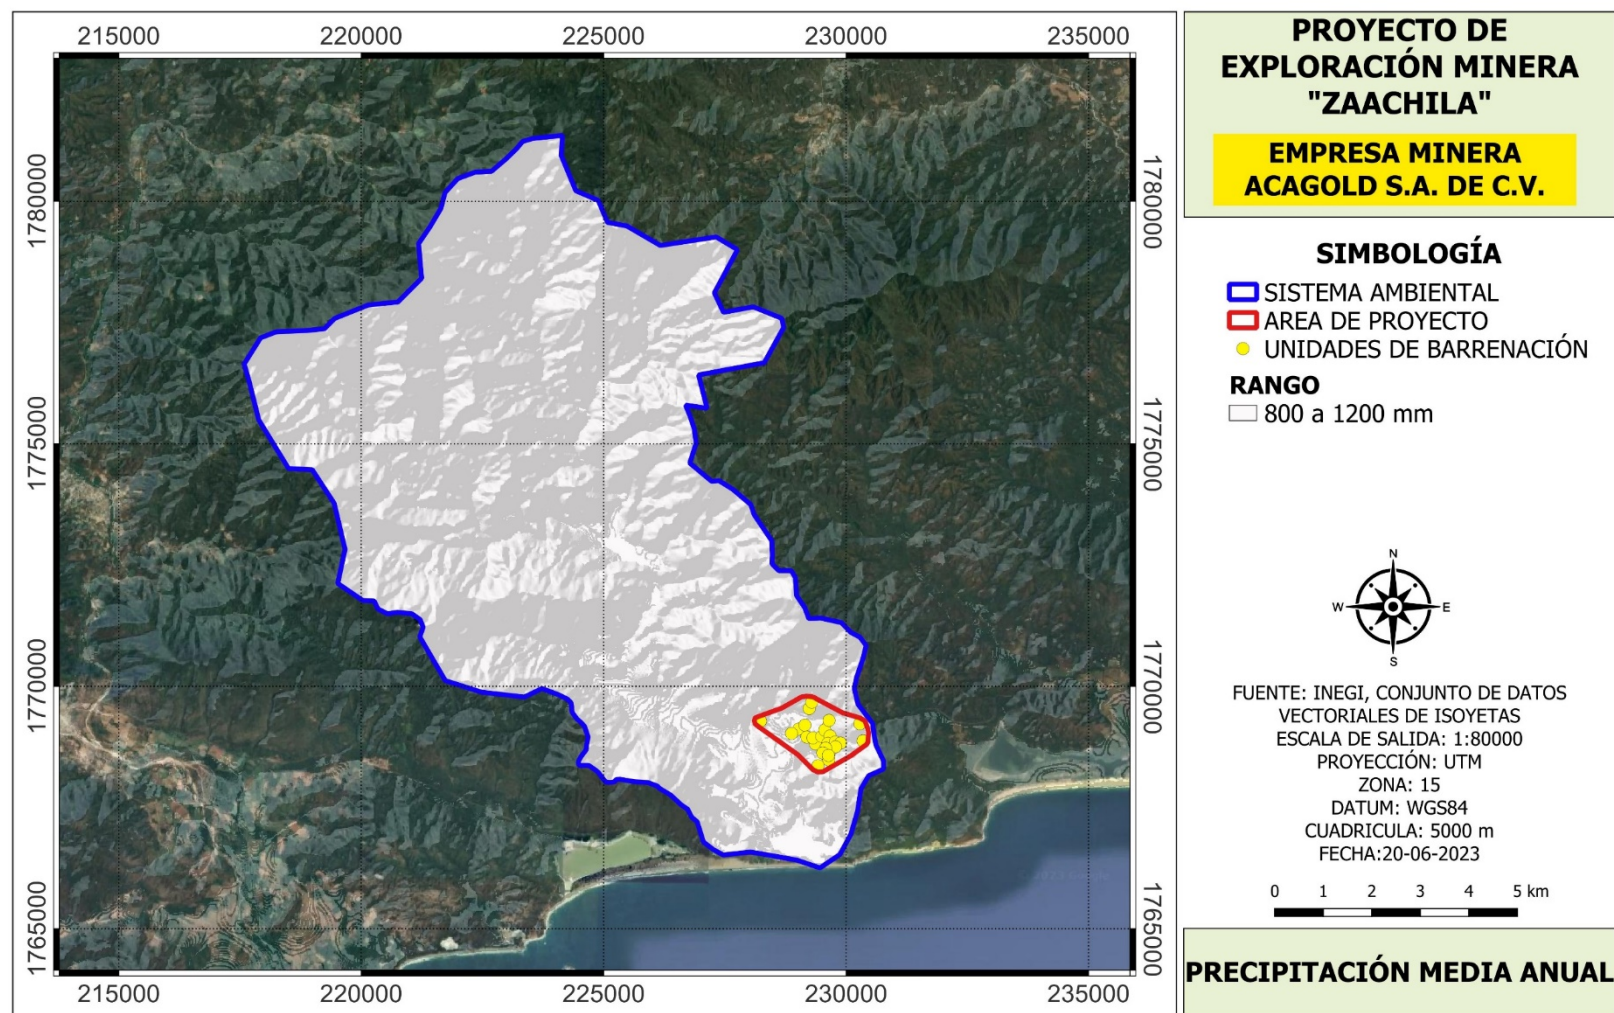 215000 220000 225000 230000 235000
1780000
1775000
1770000
1765000
1780000
1775000
1770000
1765000
215000 220000 225000 230000 235000
© 2023 Google
PROYECTO DE
EXPLORACIÓN MINERA
"ZAACHILA"
EMPRESA MINERA
ACAGOLD S.A. DE C.V.
SIMBOLOGÍA
SISTEMA AMBIENTAL
AREA DE PROYECTO
UNIDADES DE BARRENACIÓN
RANGO
800 a 1200 mm
N
W E
S
FUENTE: INEGI, CONJUNTO DE DATOS
VECTORIALES DE ISOYETAS
ESCALA DE SALIDA: 1:80000
PROYECCIÓN: UTM
ZONA: 15
DATUM: WGS84
CUADRICULA: 5000 m
FECHA:20-06-2023
0 1 2 3 4 5 km
PRECIPITACIÓN MEDIA ANUAL